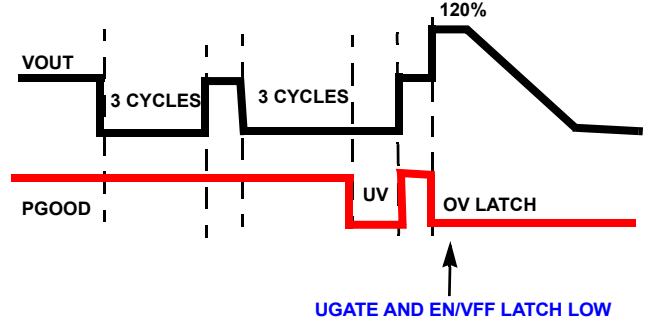 120%
VOUT
3 CYCLES
3 CYCLES
UV
PGOOD
OV LATCH
UGATE AND EN/VFF LATCH LOW